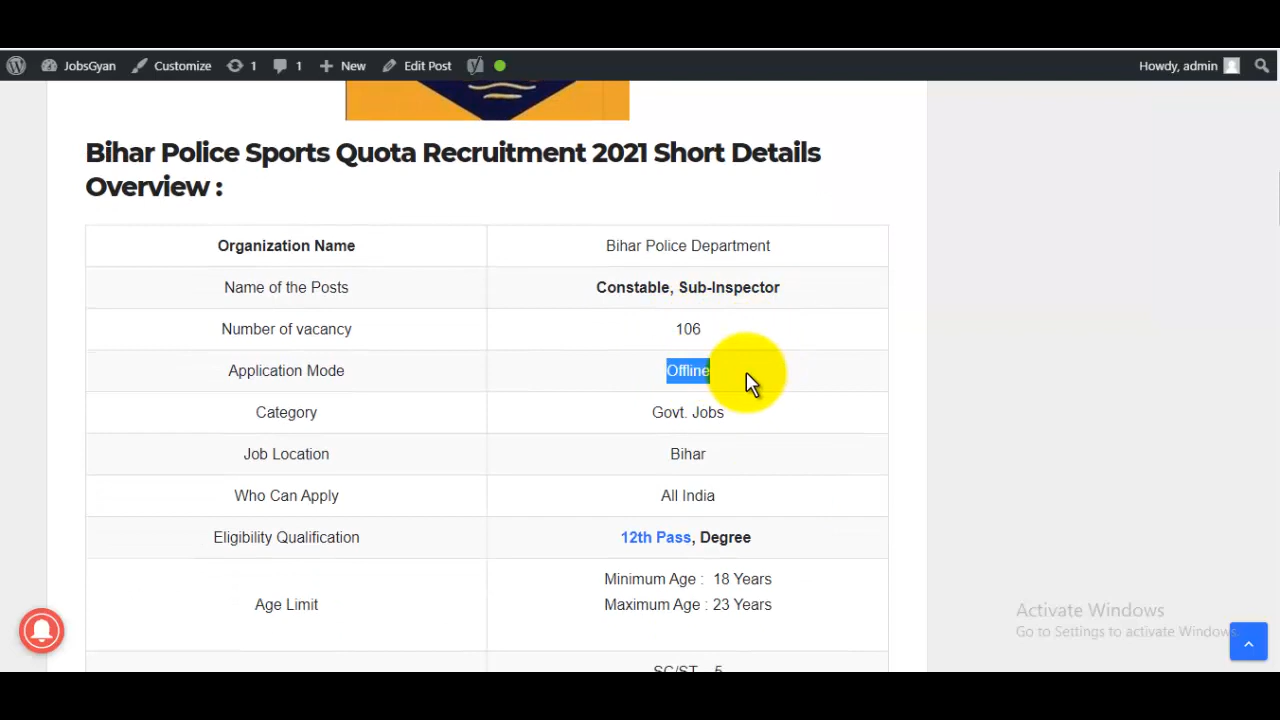 JobsGyan Customize 1 1 New Edit Post Howdy, admin
Bihar Police Sports Quota Recruitment 2021 Short Details
Overview :
Organization Name Bihar Police Department
Name of the Posts Constable, Sub-Inspector
Number of vacancy 106
Application Mode Offline
Category Govt. Jobs
Job Location Bihar
Who Can Apply All India
Eligibility Qualification 12th Pass, Degree
Minimum Age : 18 Years
Age Limit
Maximum Age : 23 Years
Activate Windows
Go to Settings to activate Windows.
SC/ST – 5